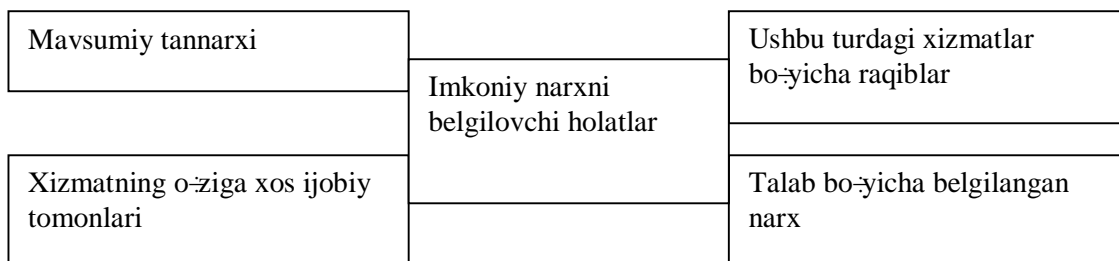 Mavsumiy tannarxi
Ushbu turdagi xizmatlar
bo÷yicha raqiblar
Imkoniy narxni
belgilovchi holatlar
Xizmatning o÷ziga xos ijobiy
tomonlari
Talab bo÷yicha belgilangan
narx